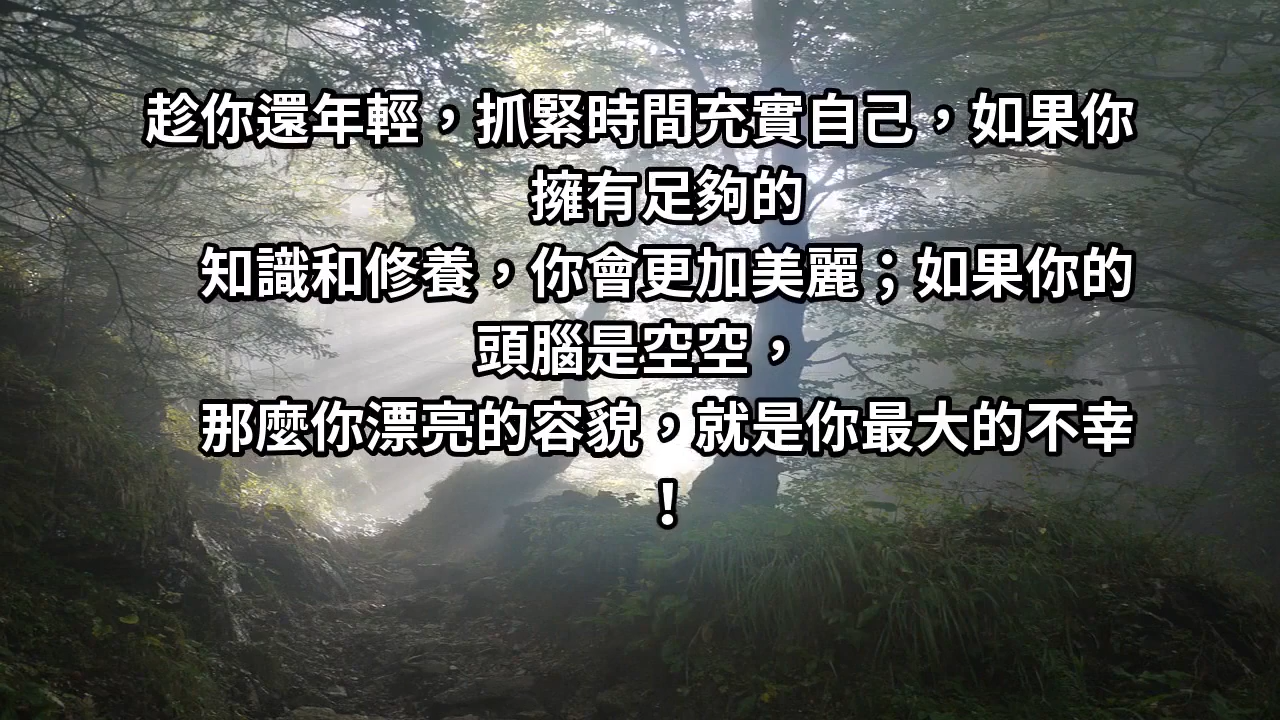 趁你還年輕，抓緊時間充實自己，如果你
擁有足夠的
知識和修養，你會更加美麗；如果你的
頭腦是空空，
那麼你漂亮的容貌，就是你最大的不幸
！